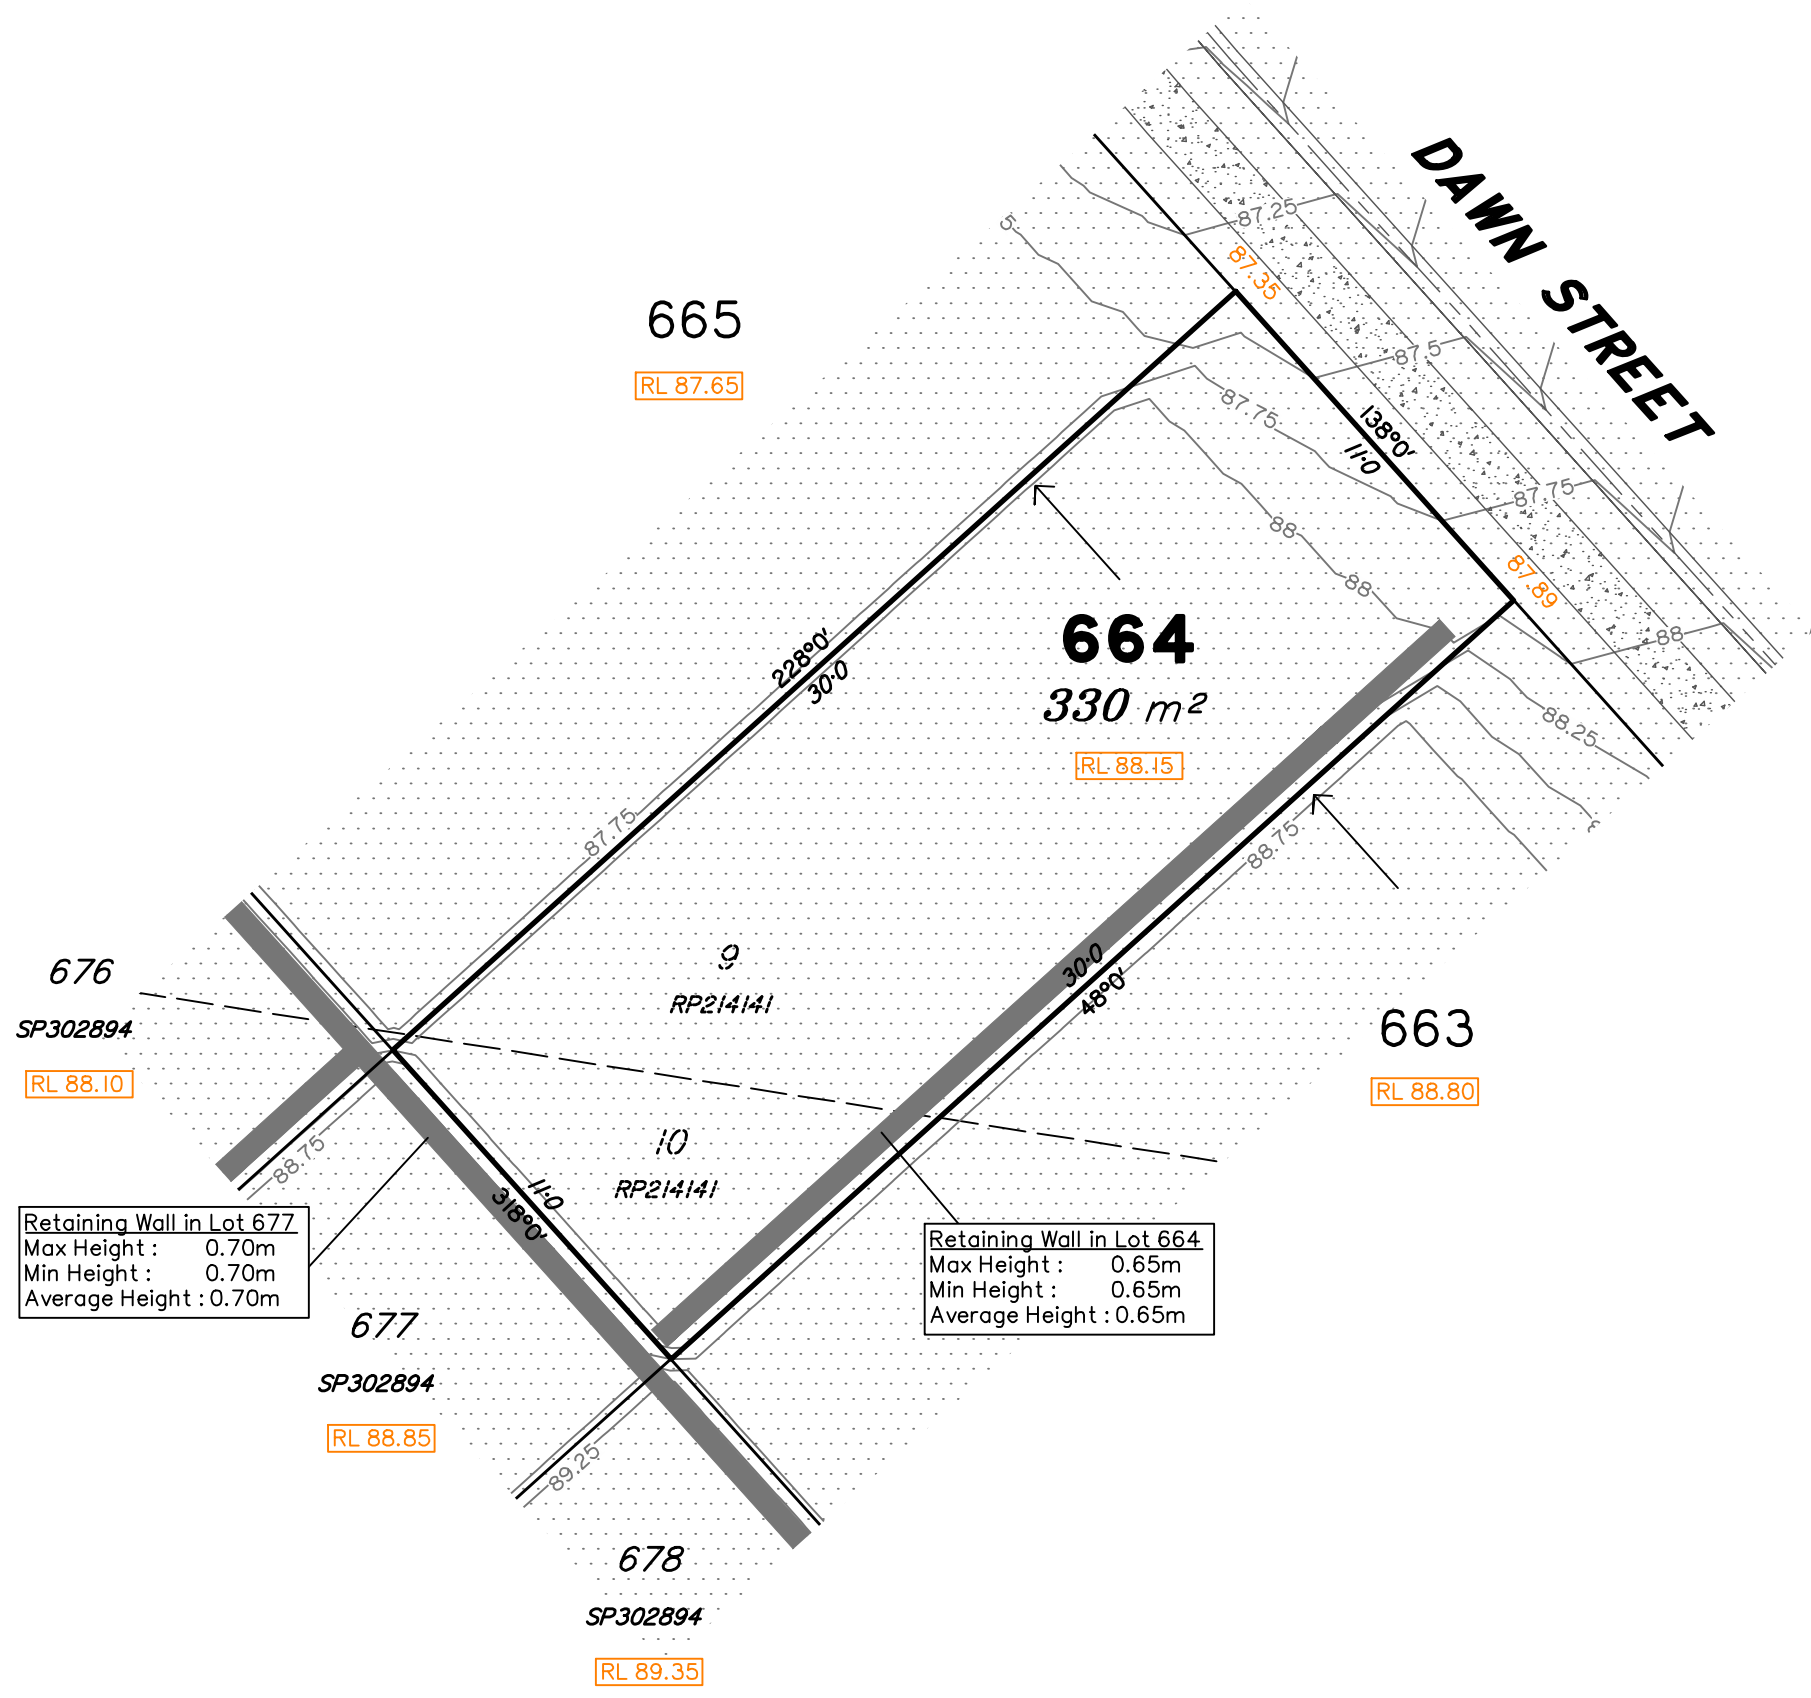 DAWN STREET
87.25
87.35
5
665
RL 87.65
87.5
87.75
138°0'
11·0
87.75
88
88
87.89
88
664
330 m²
RL 88.15
228°0'
30·0
88.25
87.75
88.75
9
RP214141
30·0
48°0'
676
SP302894
RL 88.10
663
RL 88.80
10
RP214141
88.75
11·0
318°0'
Retaining Wall in Lot 677
Max Height : 0.70m
Min Height : 0.70m
Average Height : 0.70m
Retaining Wall in Lot 664
Max Height : 0.65m
Min Height : 0.65m
Average Height : 0.65m
677
SP302894
RL 88.85
89.25
678
SP302894
RL 89.35